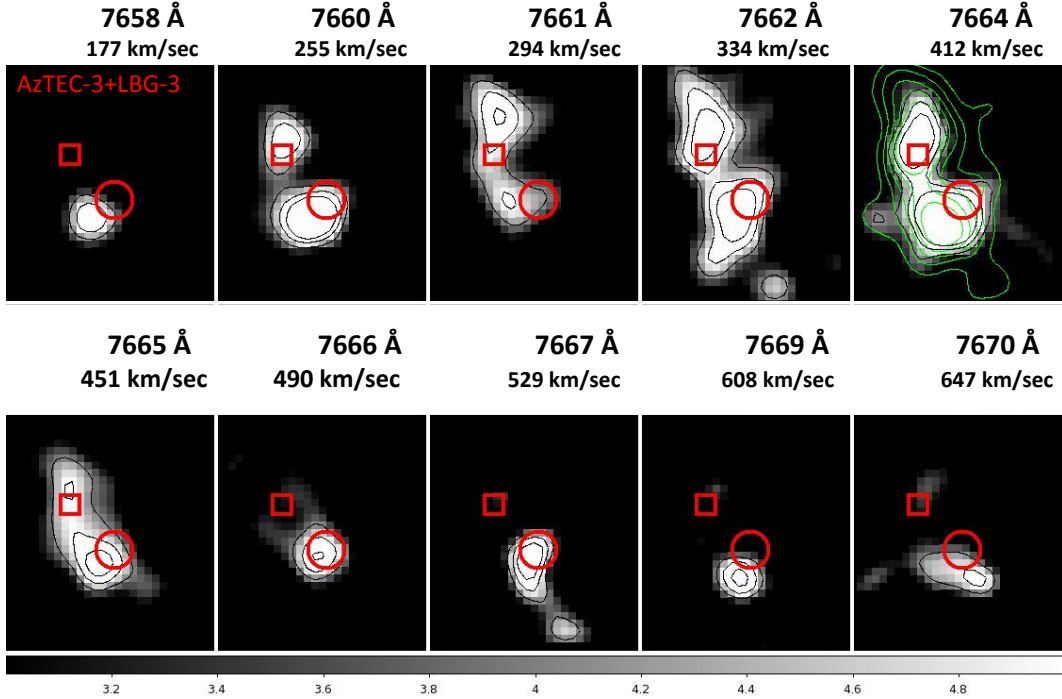 7658 Å 7660 Å 7661 Å 7662 Å 7664 Å
177 km/sec 255 km/sec 294 km/sec 334 km/sec 412 km/sec
AzTEC-3+LBG-3
7665 Å 7666 Å 7667 Å 7669 Å 7670 Å
451 km/sec 490 km/sec 529 km/sec 608 km/sec 647 km/sec
3.2 3.4 3.6 3.8 4 4.2 4.4 4.6 4.8